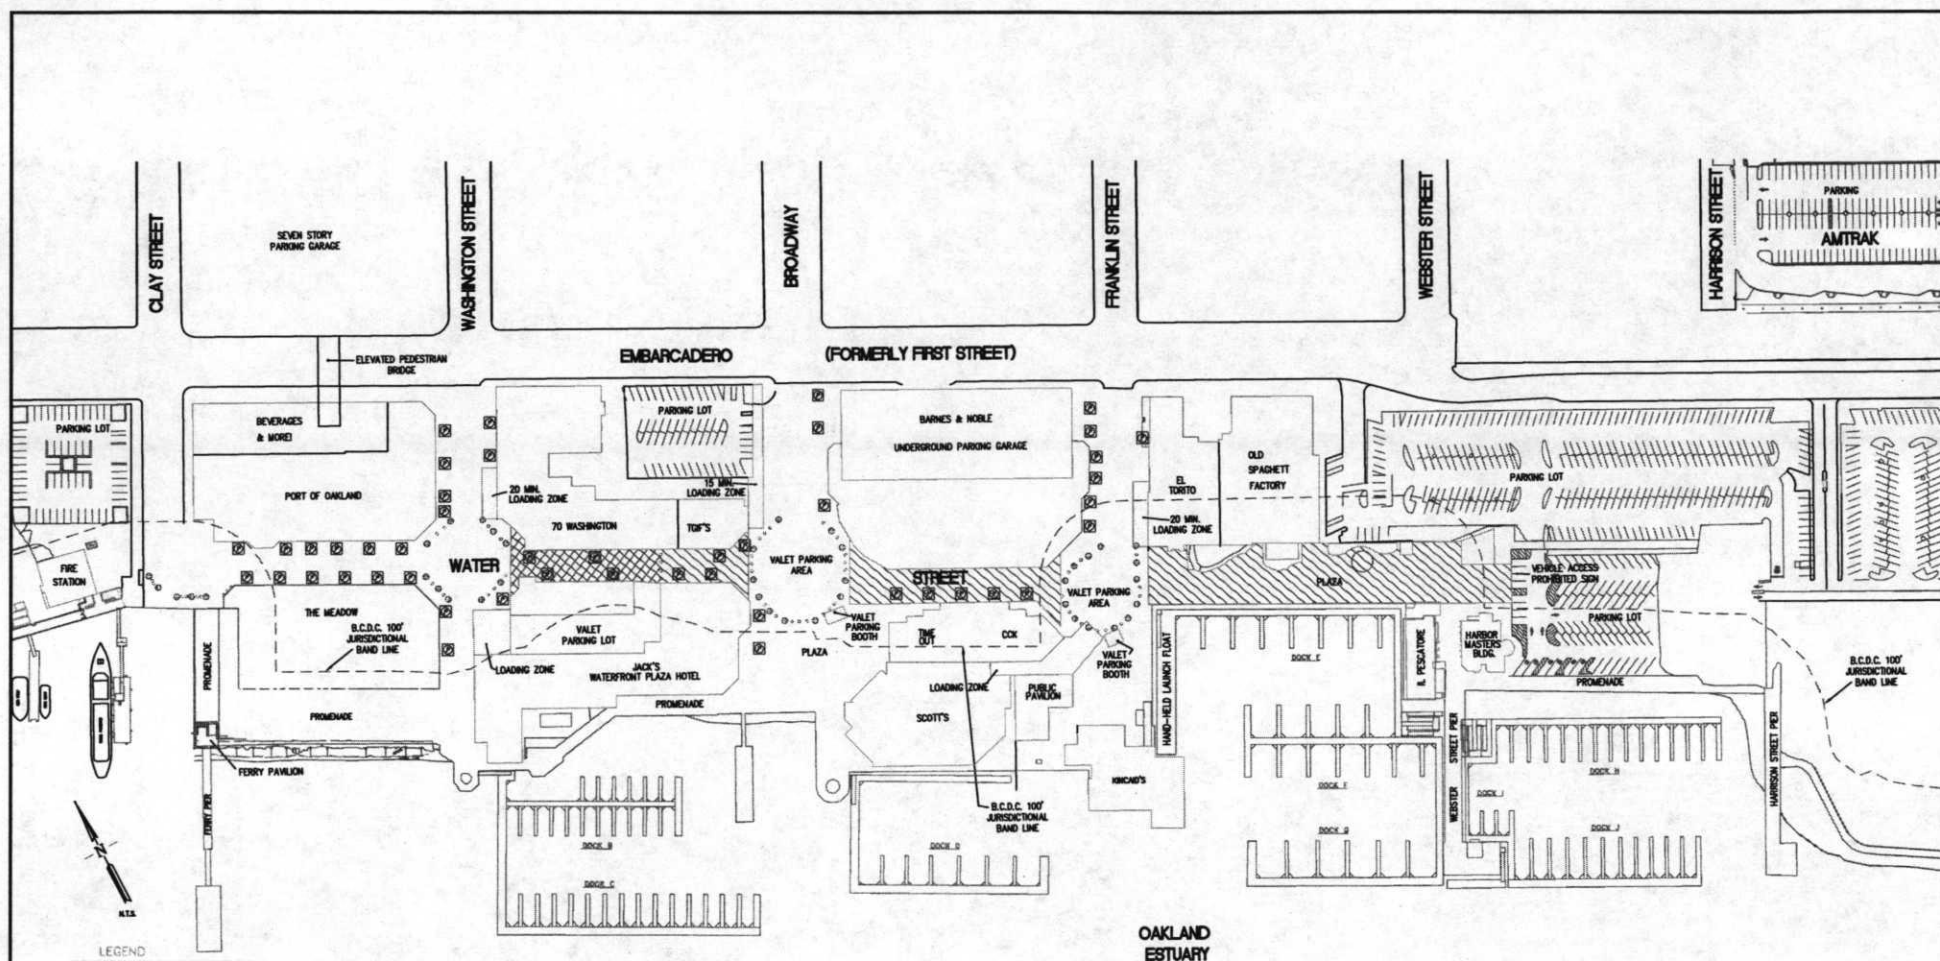 CLAY STREET
WASHINGTON STREET
BROADWAY
FRANKLIN STREET
WEBSTER STREET
HARRISON STREET
PARKING
AMTRAK
SEVEN STORY
PARKING GARAGE
ELEVATED PEDESTRIAN
BRIDGE
EMBARCADERO
(FORMERLY FIRST STREET)
PARKING LOT
BEVERAGES
& MORE!
PORT OF OAKLAND
20 MIN.
LOADING ZONE
PARKING LOT
15 MIN.
LOADING ZONE
70 WASHINGTON
TGIF'S
BARNES & NOBLE
UNDERGROUND PARKING GARAGE
EL
TORITO
OLD
SPAGHETT
FACTORY
20 MIN.
LOADING ZONE
PARKING LOT
FIRE
STATION
WATER
STREET
VALET PARKING
AREA
VALET PARKING
AREA
PLAZA
VEHICLE ACCESS
PROHIBITED SIGN
PARKING LOT
THE MEADOW
B.C.D.C. 100'
JURISDICTIONAL
BAND LINE
PROMENADE
LOADING ZONE
VALET
PARKING LOT
JACK'S
WATERFRONT PLAZA HOTEL
PROMENADE
PLAZA
VALET
PARKING
BOOTH
TIME
OUT
CCK
LOADING ZONE
PUBLIC
PAVILION
SCOTT'S
VALET
PARKING
BOOTH
HAND-HELD LAUNCH FLOAT
DOCK E
IL PESCATORE
HARBOR
MASTERS
BLDG.
PROMENADE
B.C.D.C. 100'
JURISDICTIONAL
BAND LINE
PROMENADE
FERRY PAVILION
FERRY PIER
KINCAID'S
B.C.D.C. 100'
JURISDICTIONAL
BAND LINE
DOCK F
DOCK G
WEBSTER STREET PIER
DOCK H
DOCK I
DOCK J
HARRISON STREET PIER
DOCK B
DOCK C
DOCK D
N
N.T.S.
OAKLAND
ESTUARY
LEGEND